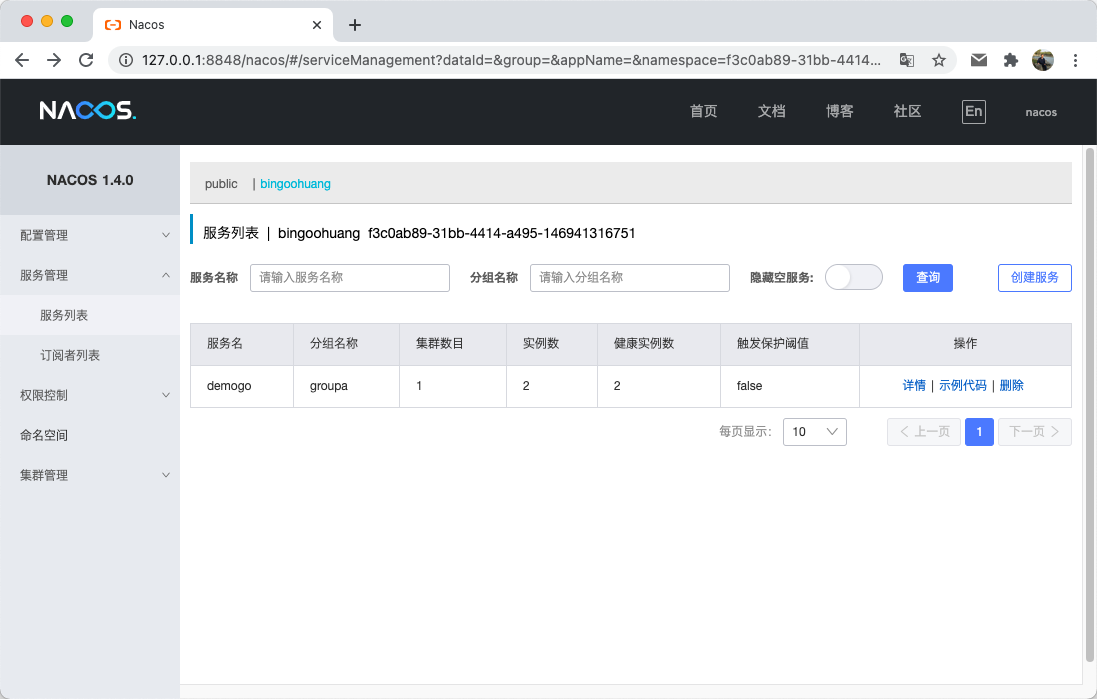 Nacos
127.0.0.1:8848/nacos/#/serviceManagement?dataId=&group=&appName=&namespace=f3c0ab89-31bb-4414...
NACOS.
首页 文档 博客 社区 En nacos
NACOS 1.4.0
配置管理
服务管理
服务列表
订阅者列表
权限控制
命名空间
集群管理
public | bingoohuang
服务列表 | bingoohuang f3c0ab89-31bb-4414-a495-146941316751
服务名称 请输入服务名称 分组名称 请输入分组名称 隐藏空服务: 查询 创建服务
服务名 分组名称 集群数目 实例数 健康实例数 触发保护阈值 操作
demogo groupa 1 2 2 false 详情 | 示例代码 | 删除
每页显示: 10 上一页 1 下一页